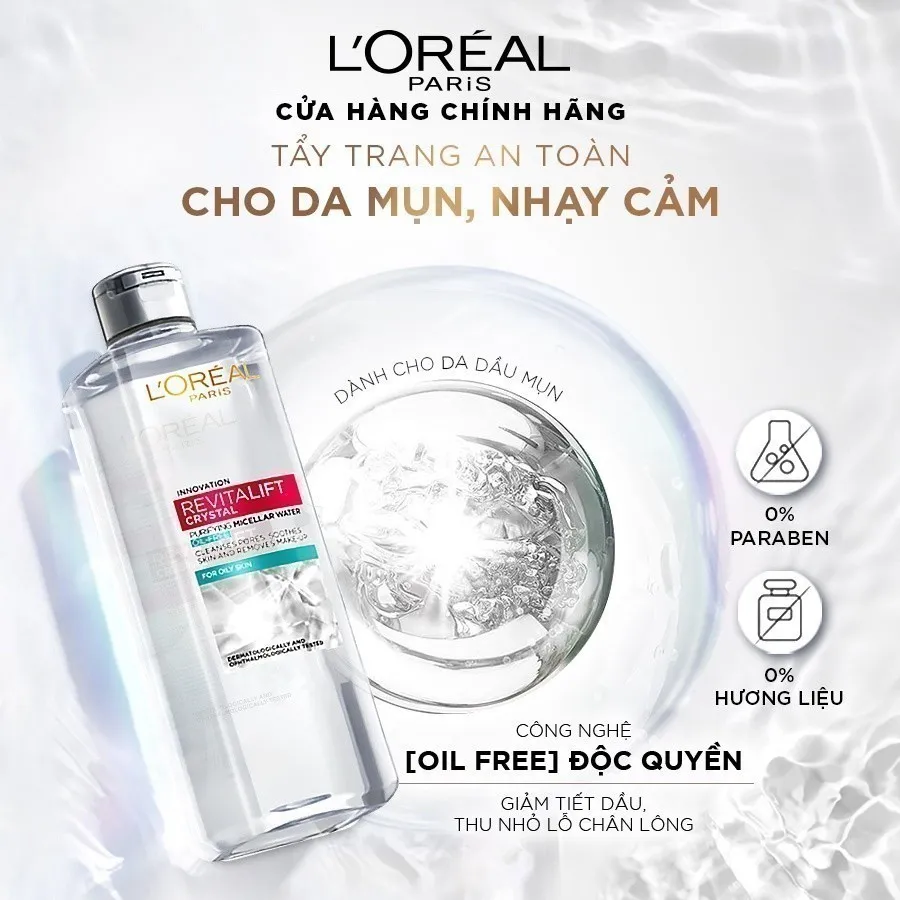 L'ORÉAL
PARiS
CỬA HÀNG CHÍNH HÃNG
TẨY TRANG AN TOÀN
CHO DA MỤN, NHẠY CẢM
DÀNH CHO DA DẦU MỤN
L'ORÉAL
PARIS
INNOVATION
REVITALIFT
CRYSTAL
PURIFYING MICELLAR WATER
OIL-FREE
CLEANSES PORES, SOOTHES
SKIN AND REMOVES MAKE-UP
FOR OILY SKIN
DERMATOLOGICALLY AND
OPHTHALMOLOGICALLY TESTED
0%
PARABEN
0%
HƯƠNG LIỆU
CÔNG NGHỆ
[OIL FREE] ĐỘC QUYỀN
GIẢM TIẾT DẦU,
THU NHỎ LỖ CHÂN LÔNG